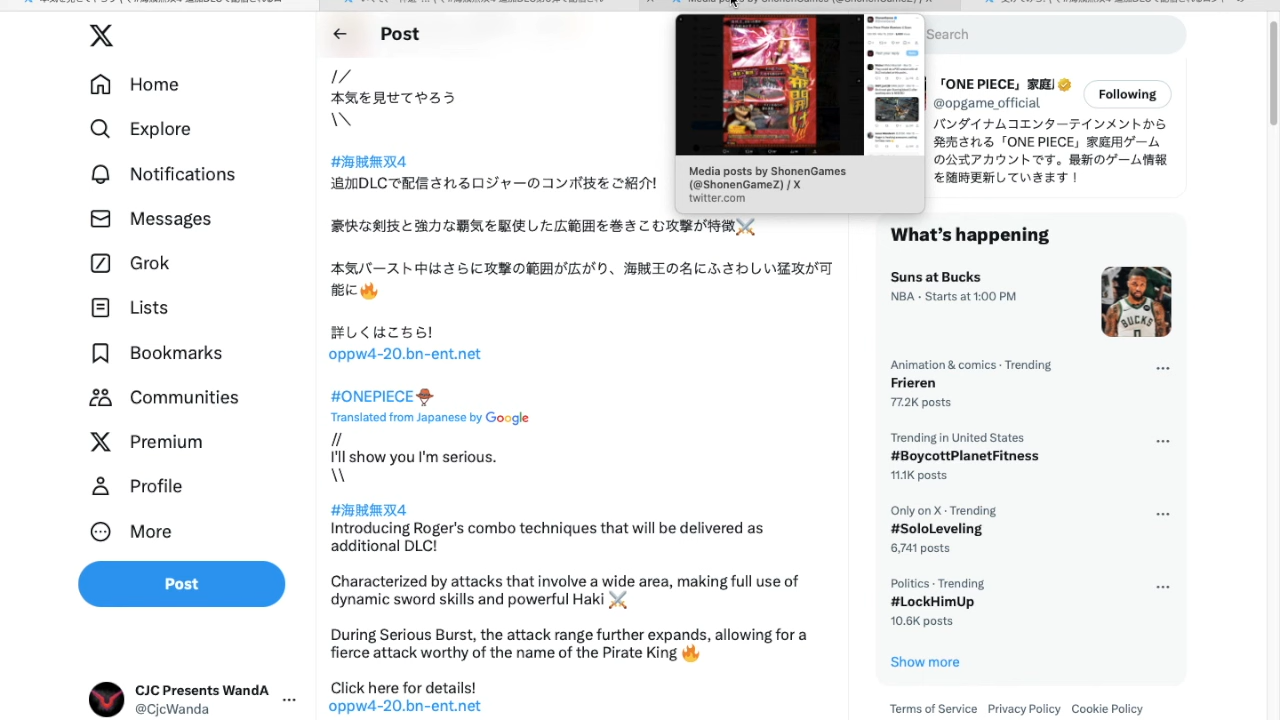 Post
Search
Home
Explore
Notifications
Messages
Grok
Lists
Bookmarks
Communities
Premium
Profile
More
Post
CJC Presents WandA
@CjcWanda
//
本気を見せてやろう
\\
#海賊無双4
追加DLCで配信されるロジャーのコンボ技をご紹介!
豪快な剣技と強力な覇気を駆使した広範囲を巻きこむ攻撃が特徴⚔️
本気バースト中はさらに攻撃の範囲が広がり、海賊王の名にふさわしい猛攻が可
能に🔥
詳しくはこちら!
oppw4-20.bn-ent.net
#ONEPIECE
Translated from Japanese by Google
//
I'll show you I'm serious.
\\
#海賊無双4
Introducing Roger's combo techniques that will be delivered as
additional DLC!
Characterized by attacks that involve a wide area, making full use of
dynamic sword skills and powerful Haki ⚔️
During Serious Burst, the attack range further expands, allowing for a
fierce attack worthy of the name of the Pirate King 🔥
Click here for details!
oppw4-20.bn-ent.net
幕開け!!
Media posts by ShonenGames
(@ShonenGameZ) / X
twitter.com
「ONE PIECE」家庭
@opgame_official
Following
バンダイナムコエンターテインメントから
発売される「ONE PIECE」家庭用ゲーム
の公式アカウントです。最新のゲーム情報
を随時更新していきます！
What's happening
Suns at Bucks
NBA · Starts at 1:00 PM
BUCKS
Animation & comics · Trending
Frieren
77.2K posts
Trending in United States
#BoycottPlanetFitness
11.1K posts
Only on X · Trending
#SoloLeveling
6,741 posts
Politics · Trending
#LockHimUp
10.6K posts
Show more
Terms of Service Privacy Policy Cookie Policy